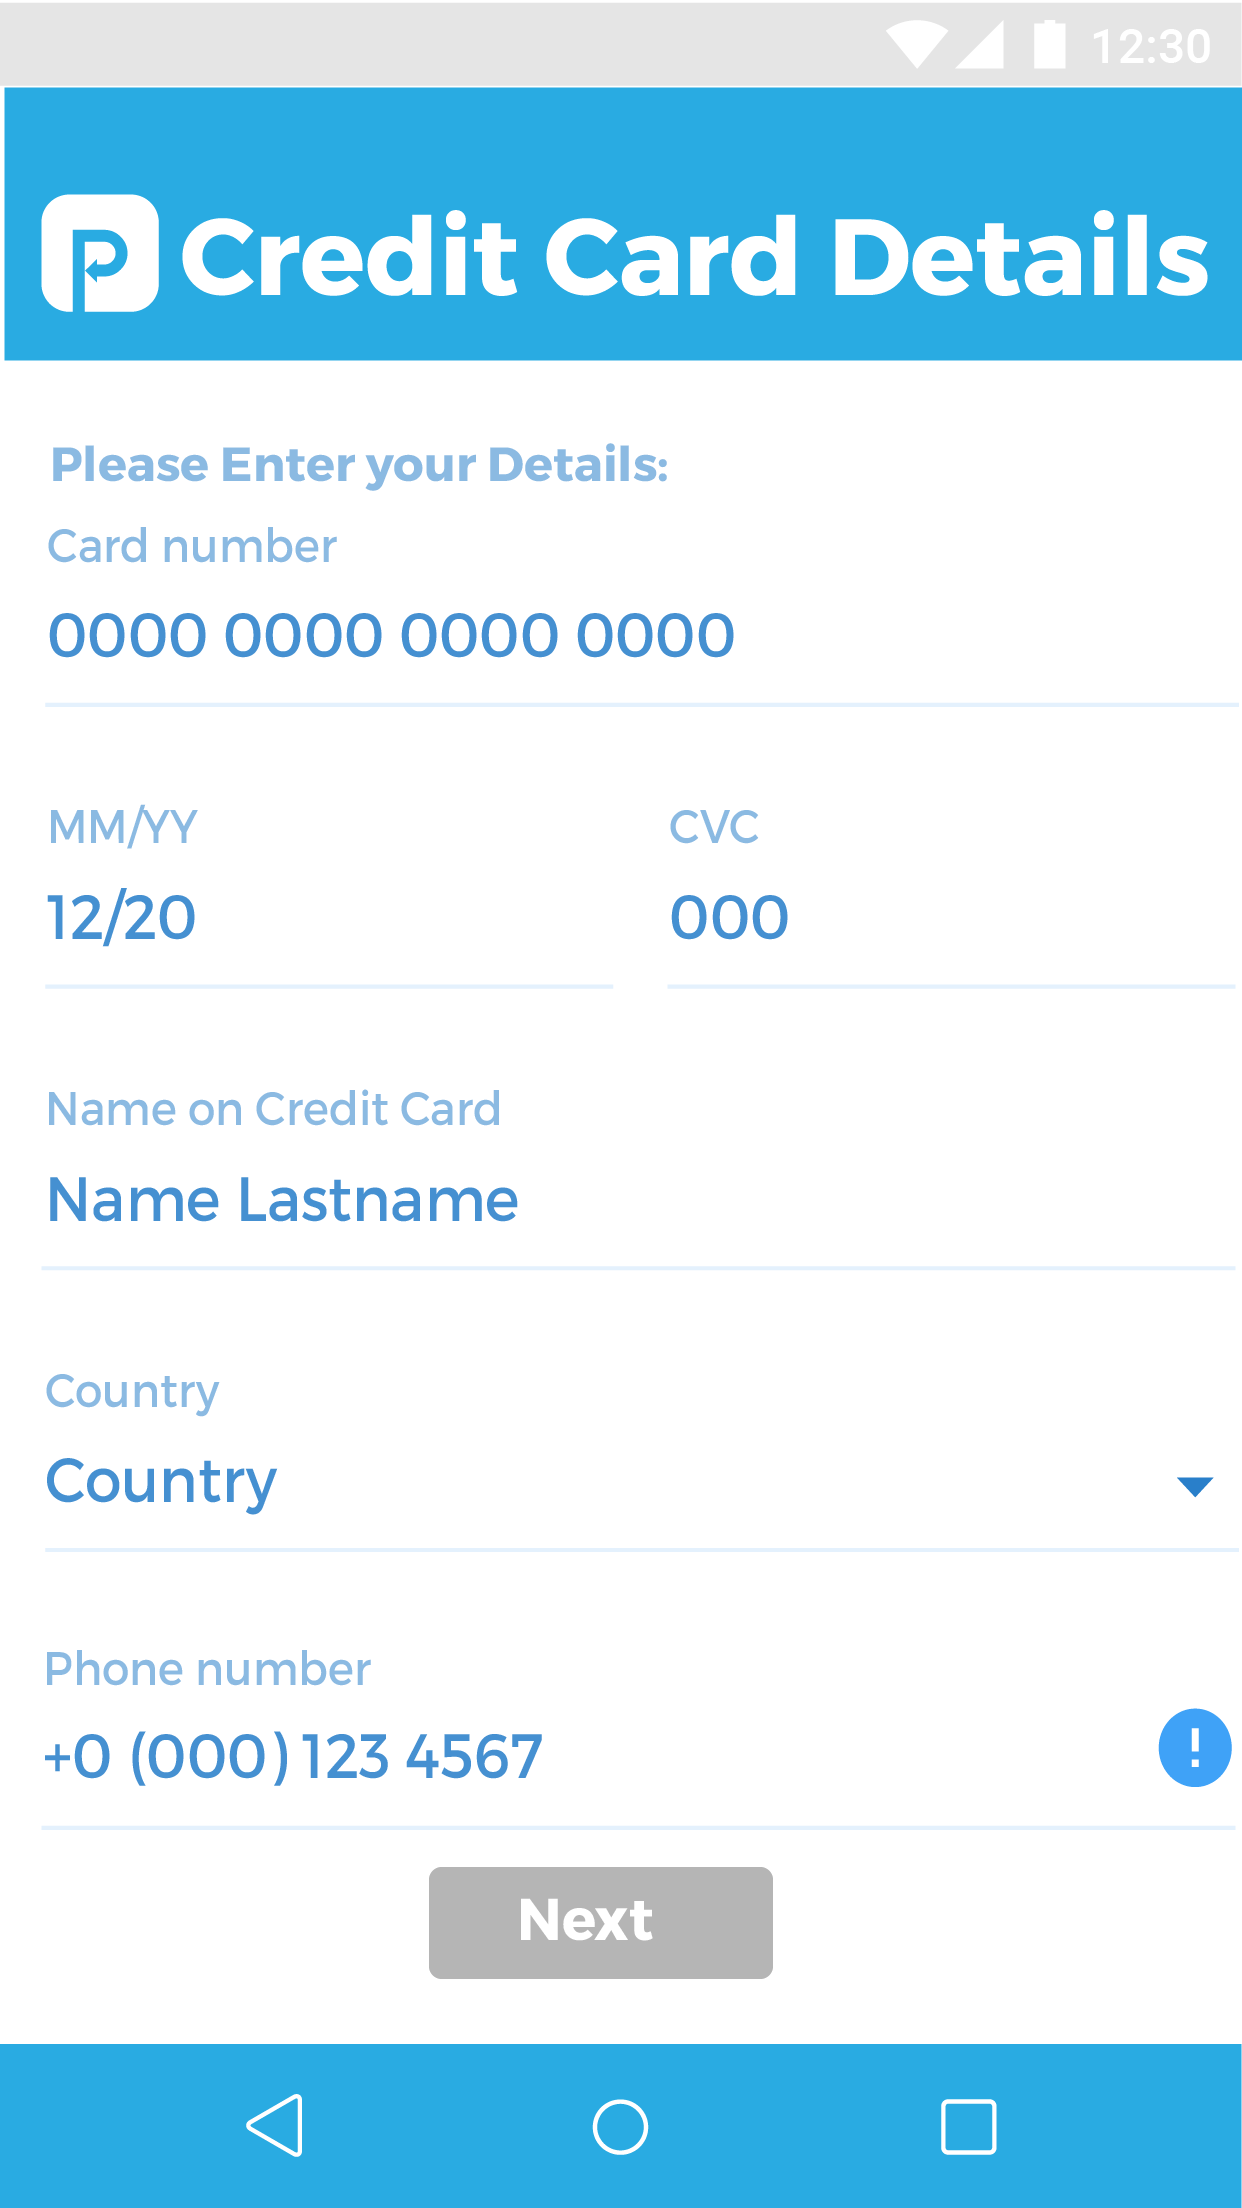 12:30
Credit Card Details
Please Enter your Details:
Card number
0000 0000 0000 0000
MM/YY
CVC
12/20
000
Name on Credit Card
Name Lastname
Country
Country
Phone number
+0 (000) 123 4567
!
Next